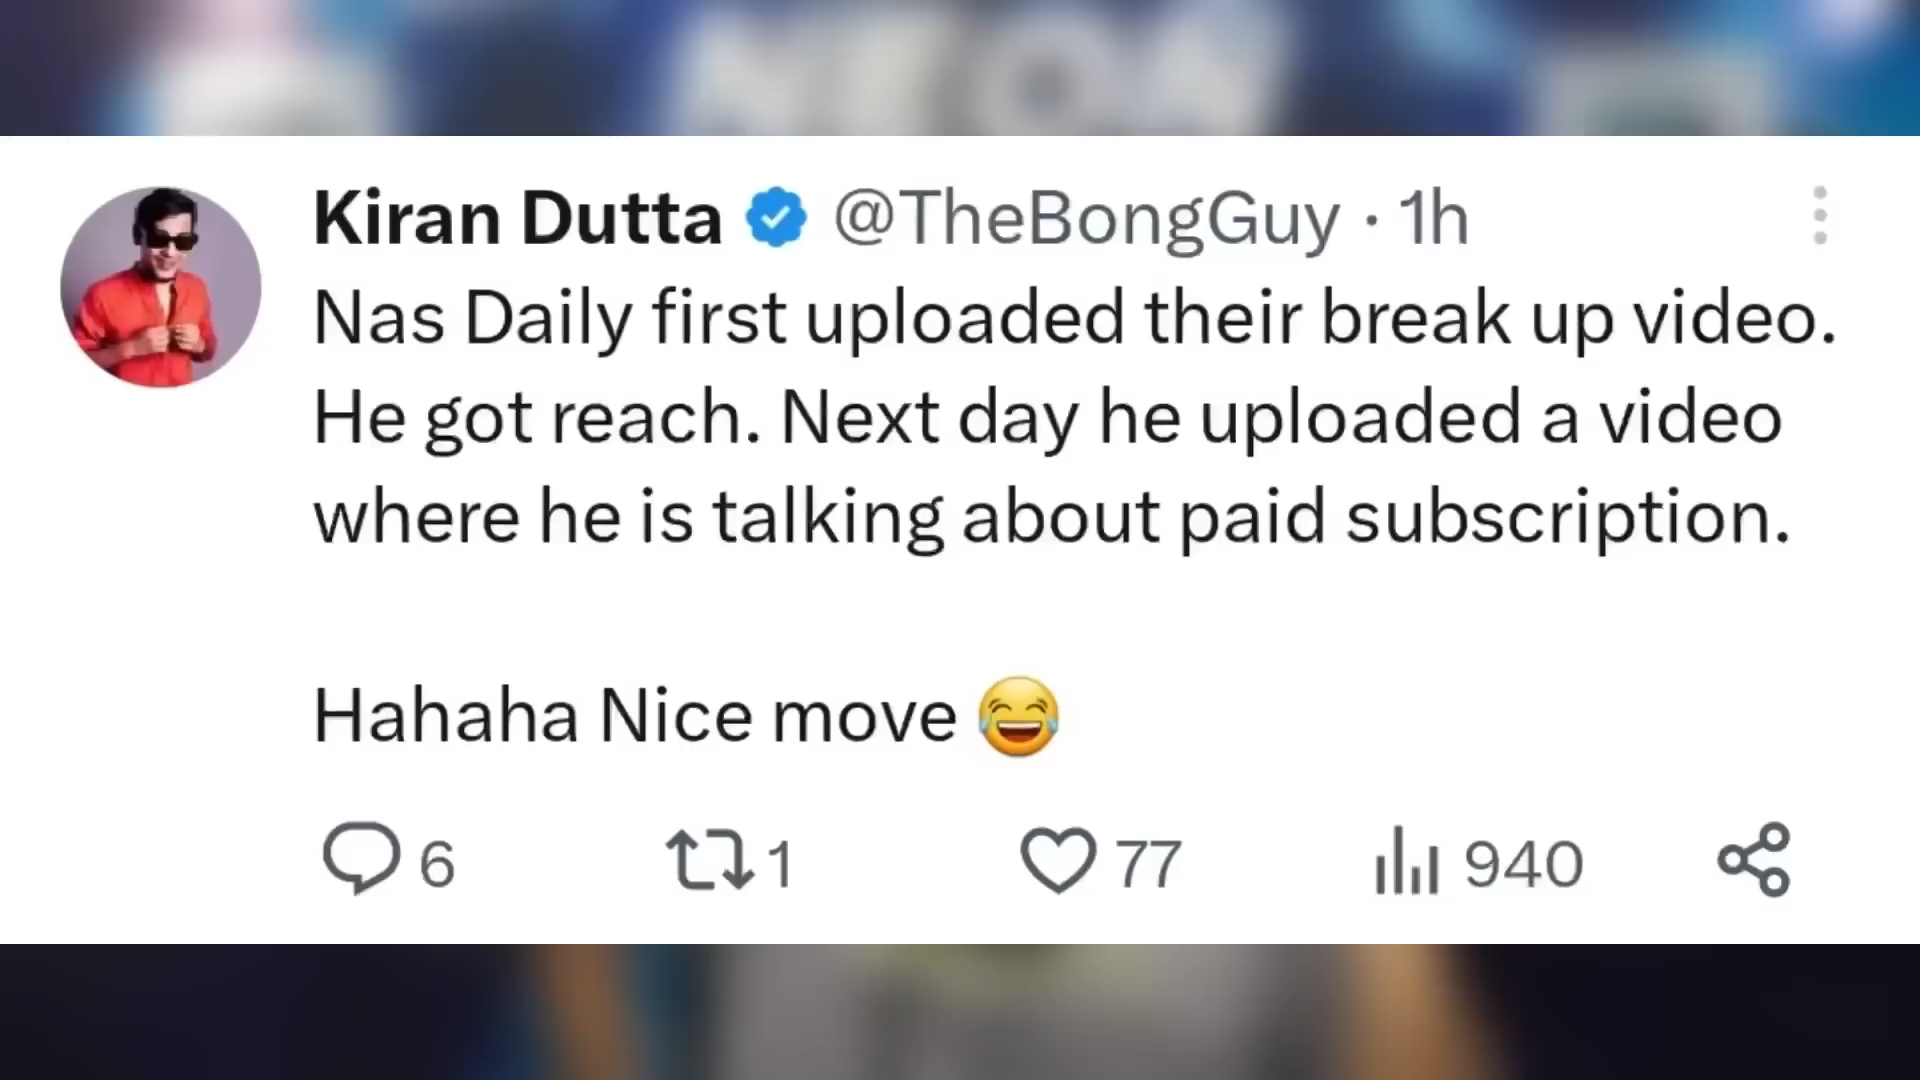 Kiran Dutta @TheBongGuy · 1h
Nas Daily first uploaded their break up video.
He got reach. Next day he uploaded a video
where he is talking about paid subscription.
Hahaha Nice move 😂
6 1 77 940